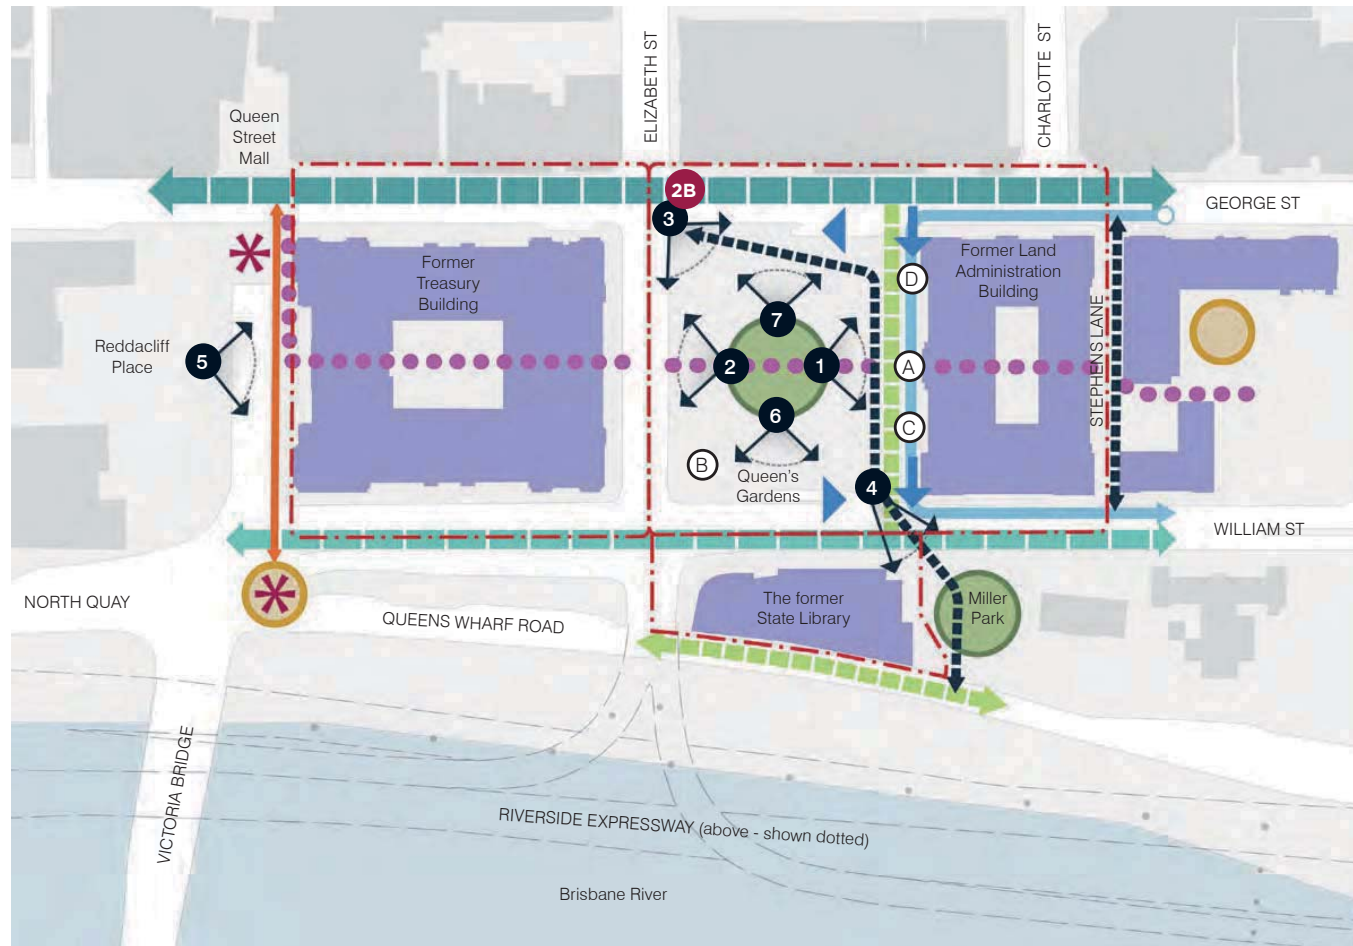 ELIZABETH ST
CHARLOTTE ST
Queen
Street
Mall
2B
3
GEORGE ST
Former
Treasury
Building
Former Land
Administration
Building
D
STEPHENS LANE
7
Reddacliff
Place
5
2
1
A
6
C
B
Queen's
Gardens
4
WILLIAM ST
NORTH QUAY
QUEENS WHARF ROAD
The former
State Library
Miller
Park
VICTORIA BRIDGE
RIVERSIDE EXPRESSWAY (above - shown dotted)
Brisbane River